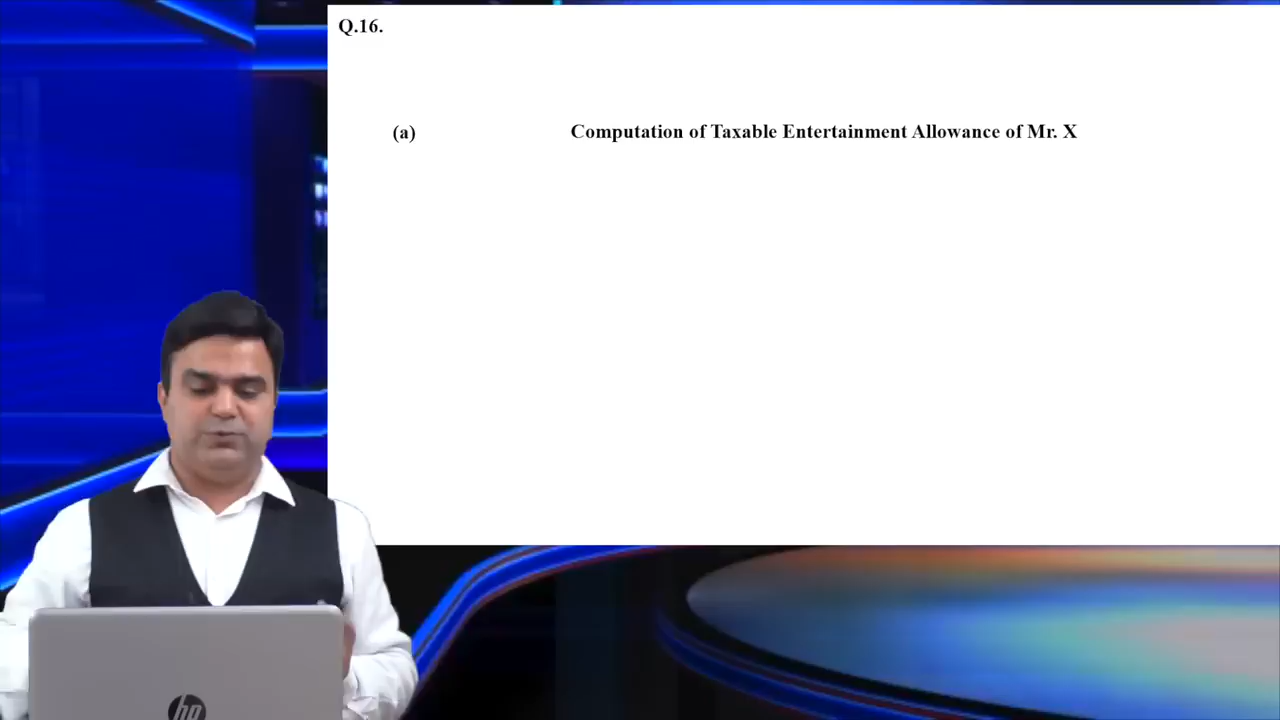 Q.16.
(a) Computation of Taxable Entertainment Allowance of Mr. X
hp